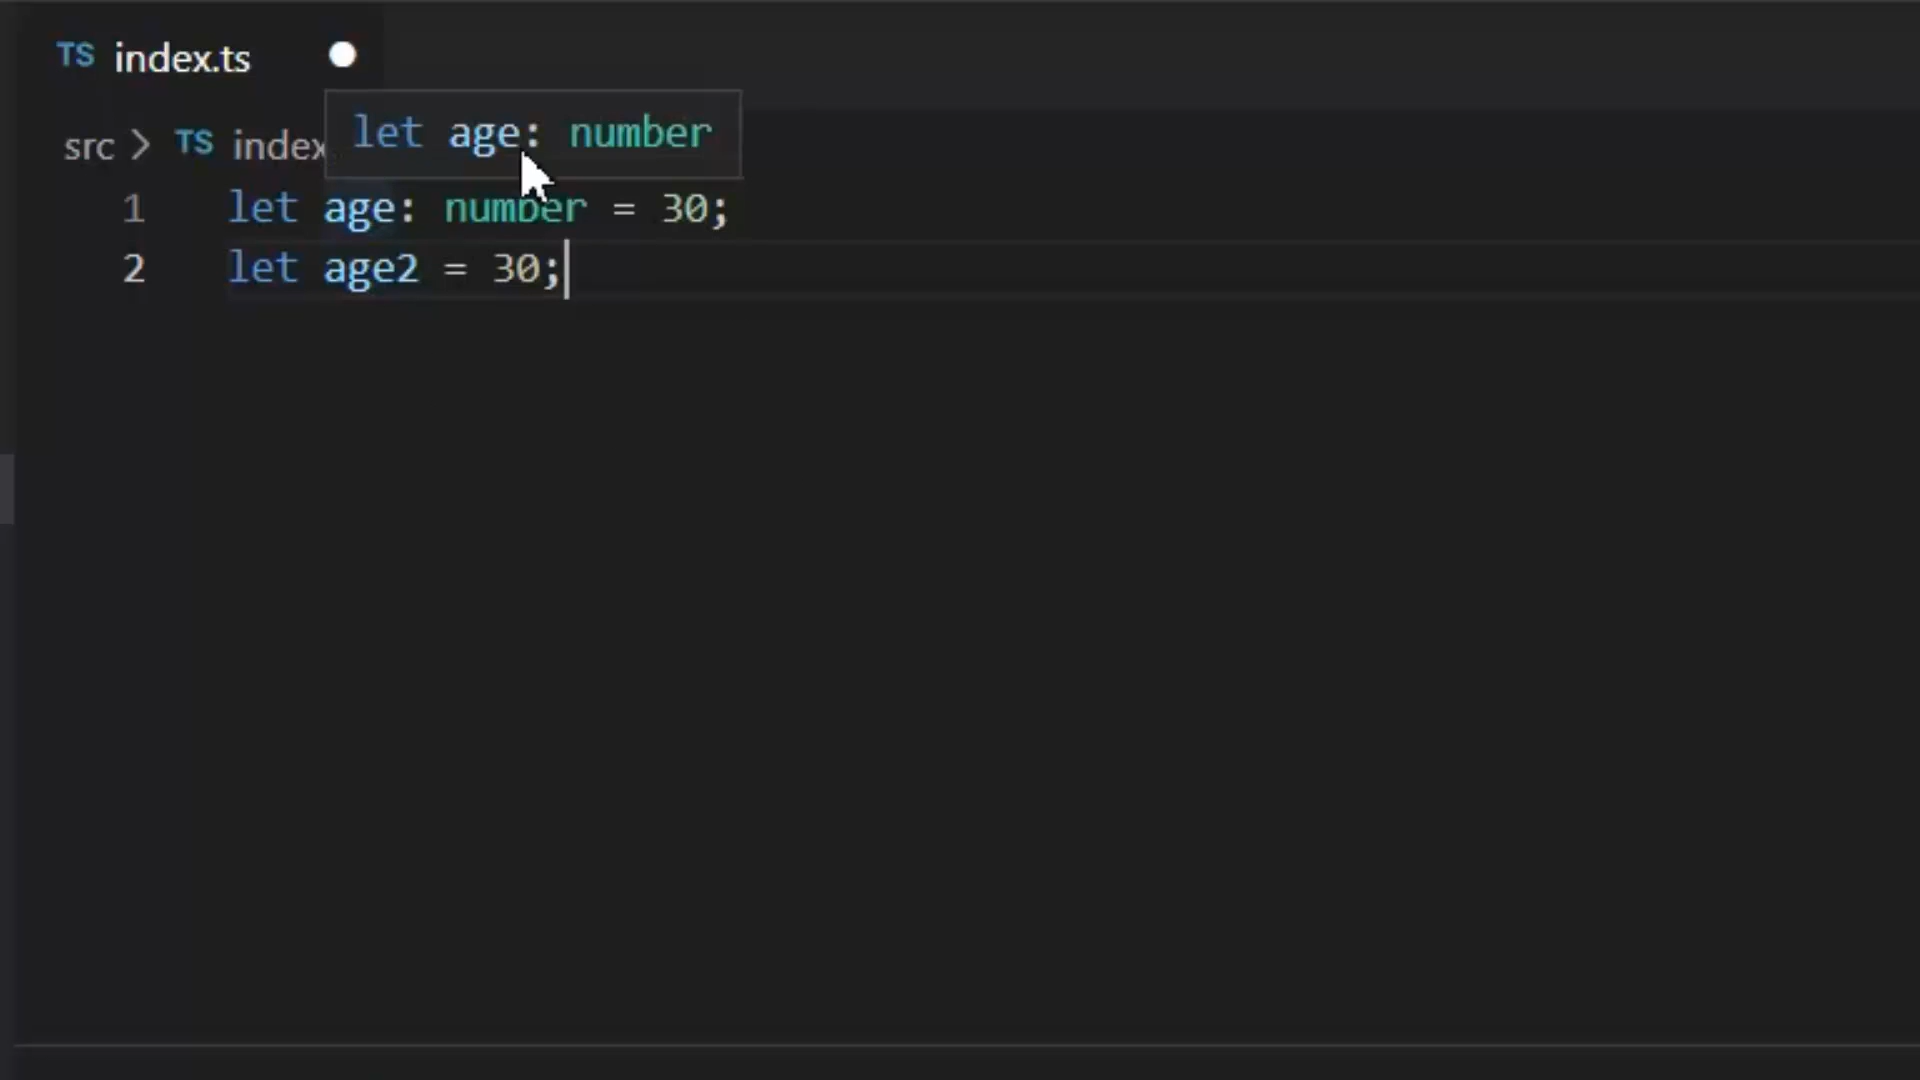 TS index.ts
let age: number
src > TS index
1 let age: number = 30;
2 let age2 = 30;